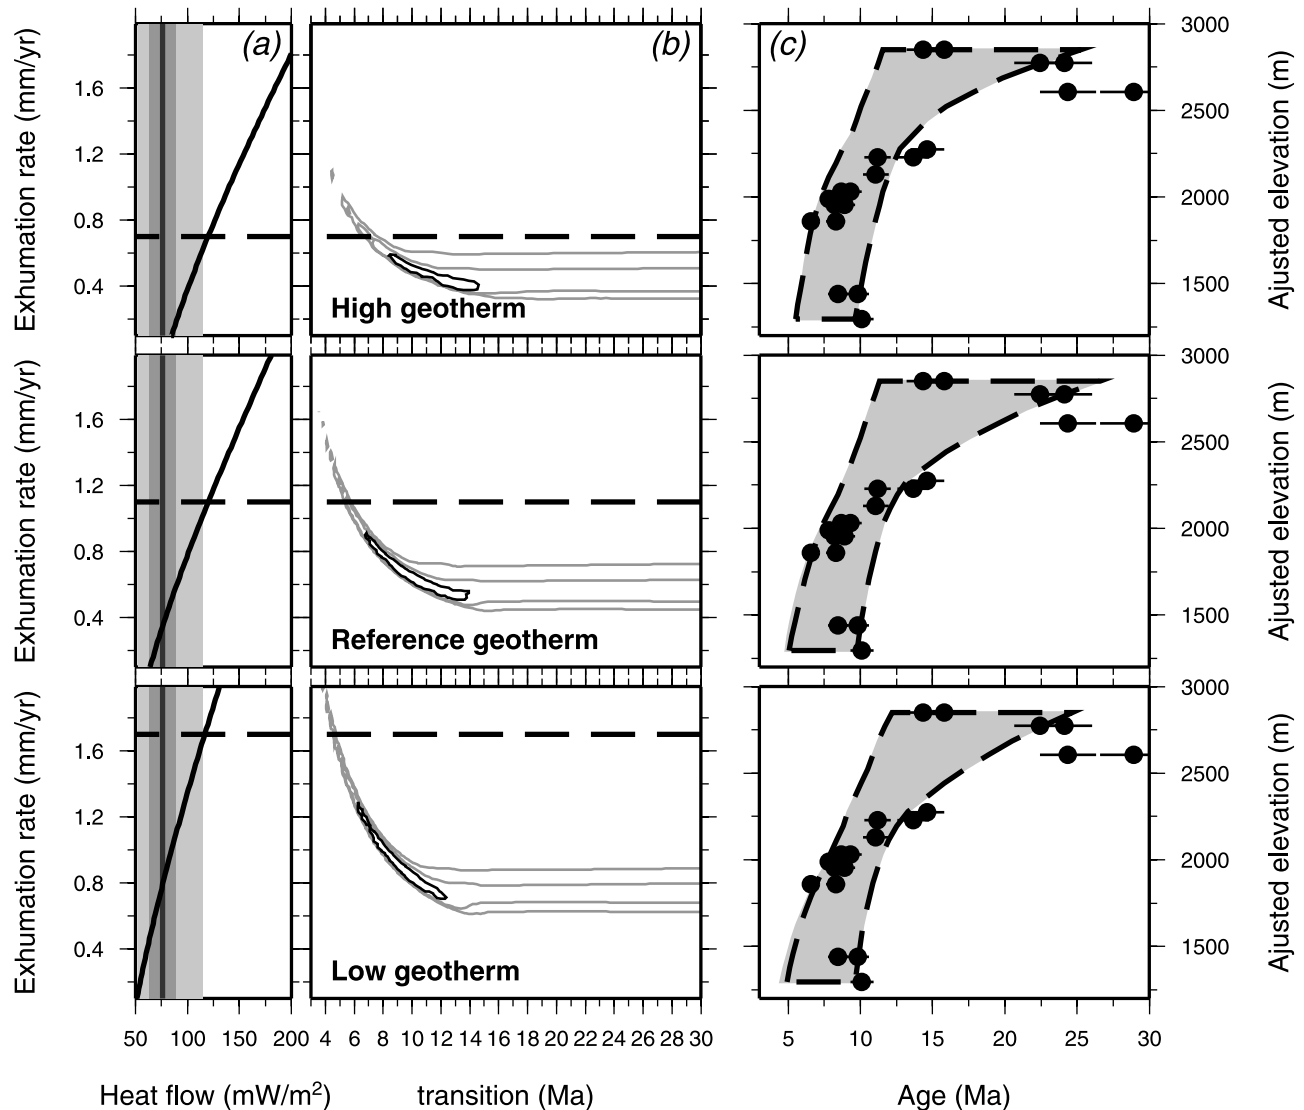 (a)
(b)
(c)
Exhumation rate (mm/yr)
1.6
1.2
0.8
0.4
High geotherm
3000
2500
2000
1500
Ajusted elevation (m)
Exhumation rate (mm/yr)
1.6
1.2
0.8
0.4
Reference geotherm
3000
2500
2000
1500
Ajusted elevation (m)
Exhumation rate (mm/yr)
1.6
1.2
0.8
0.4
Low geotherm
3000
2500
2000
1500
Ajusted elevation (m)
50 100 150 200
4 6 8 10 12 14 16 18 20 22 24 26 28 30
5 10 15 20 25 30
Heat flow (mW/m²)
transition (Ma)
Age (Ma)